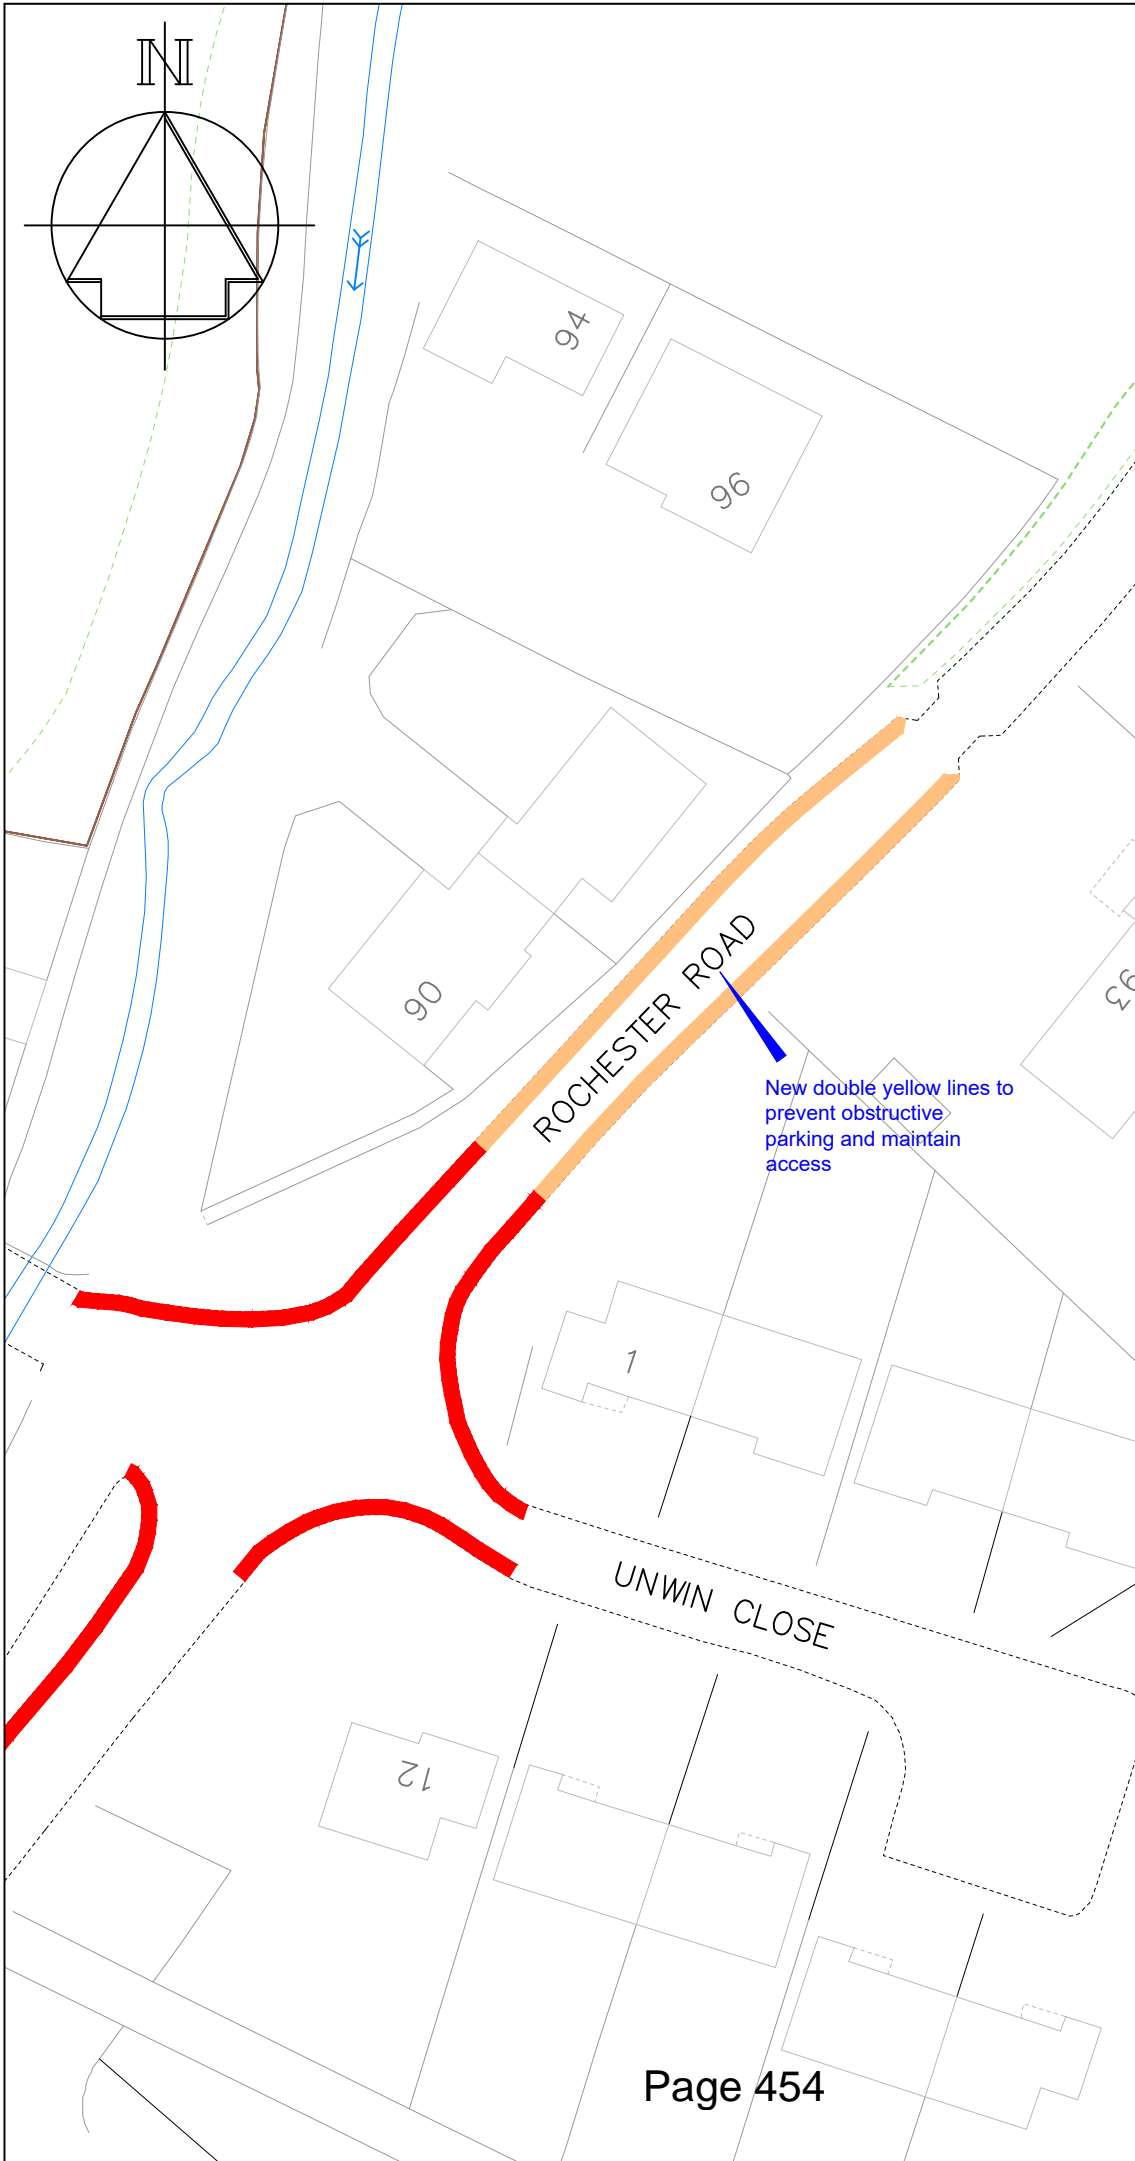 N
94
96
90
ROCHESTER ROAD
93
New double yellow lines to
prevent obstructive
parking and maintain
access
1
UNWIN CLOSE
12
Page 454